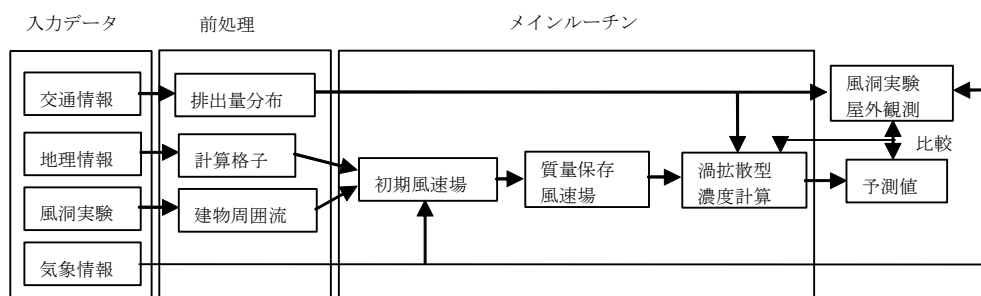 入力データ
前処理
メインルーチン
交通情報
排出量分布
風洞実験
屋外観測
地理情報
計算格子
比較
初期風速場
質量保存
風速場
渦拡散型
濃度計算
予測値
風洞実験
建物周囲流
気象情報